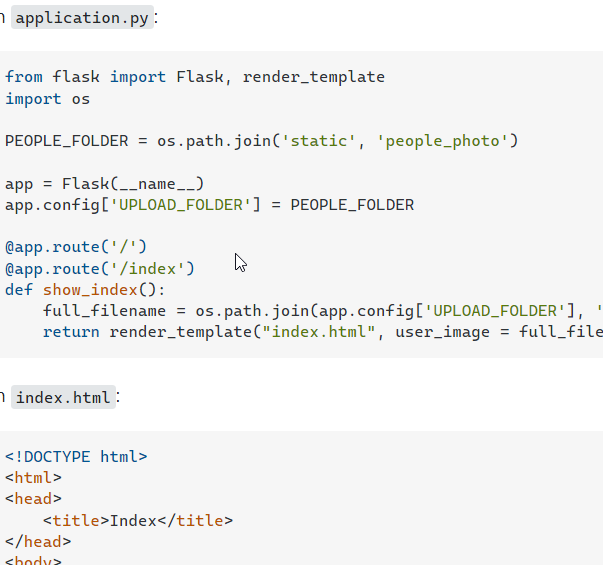 application.py:
from flask import Flask, render_template
import os
PEOPLE_FOLDER = os.path.join('static', 'people_photo')
app = Flask(__name__)
app.config['UPLOAD_FOLDER'] = PEOPLE_FOLDER
@app.route('/')
@app.route('/index')
def show_index():
    full_filename = os.path.join(app.config['UPLOAD_FOLDER'], '
    return render_template("index.html", user_image = full_file
index.html:
<!DOCTYPE html>
<html>
<head>
    <title>Index</title>
</head>
<body>